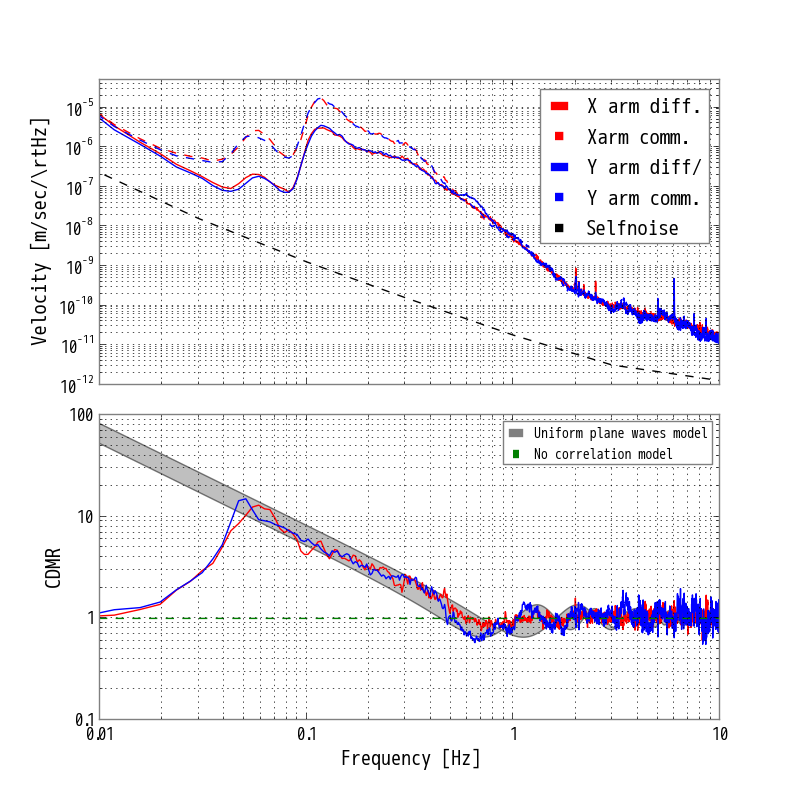 Velocity [m/sec/\rtHz]
10^-5
10^-6
10^-7
10^-8
10^-9
10^-10
10^-11
10^-12
X arm diff.
Xarm comm.
Y arm diff/
Y arm comm.
Selfnoise
CDMR
100
10
1
0.1
Uniform plane waves model
No correlation model
0.01
0.1
1
10
Frequency [Hz]